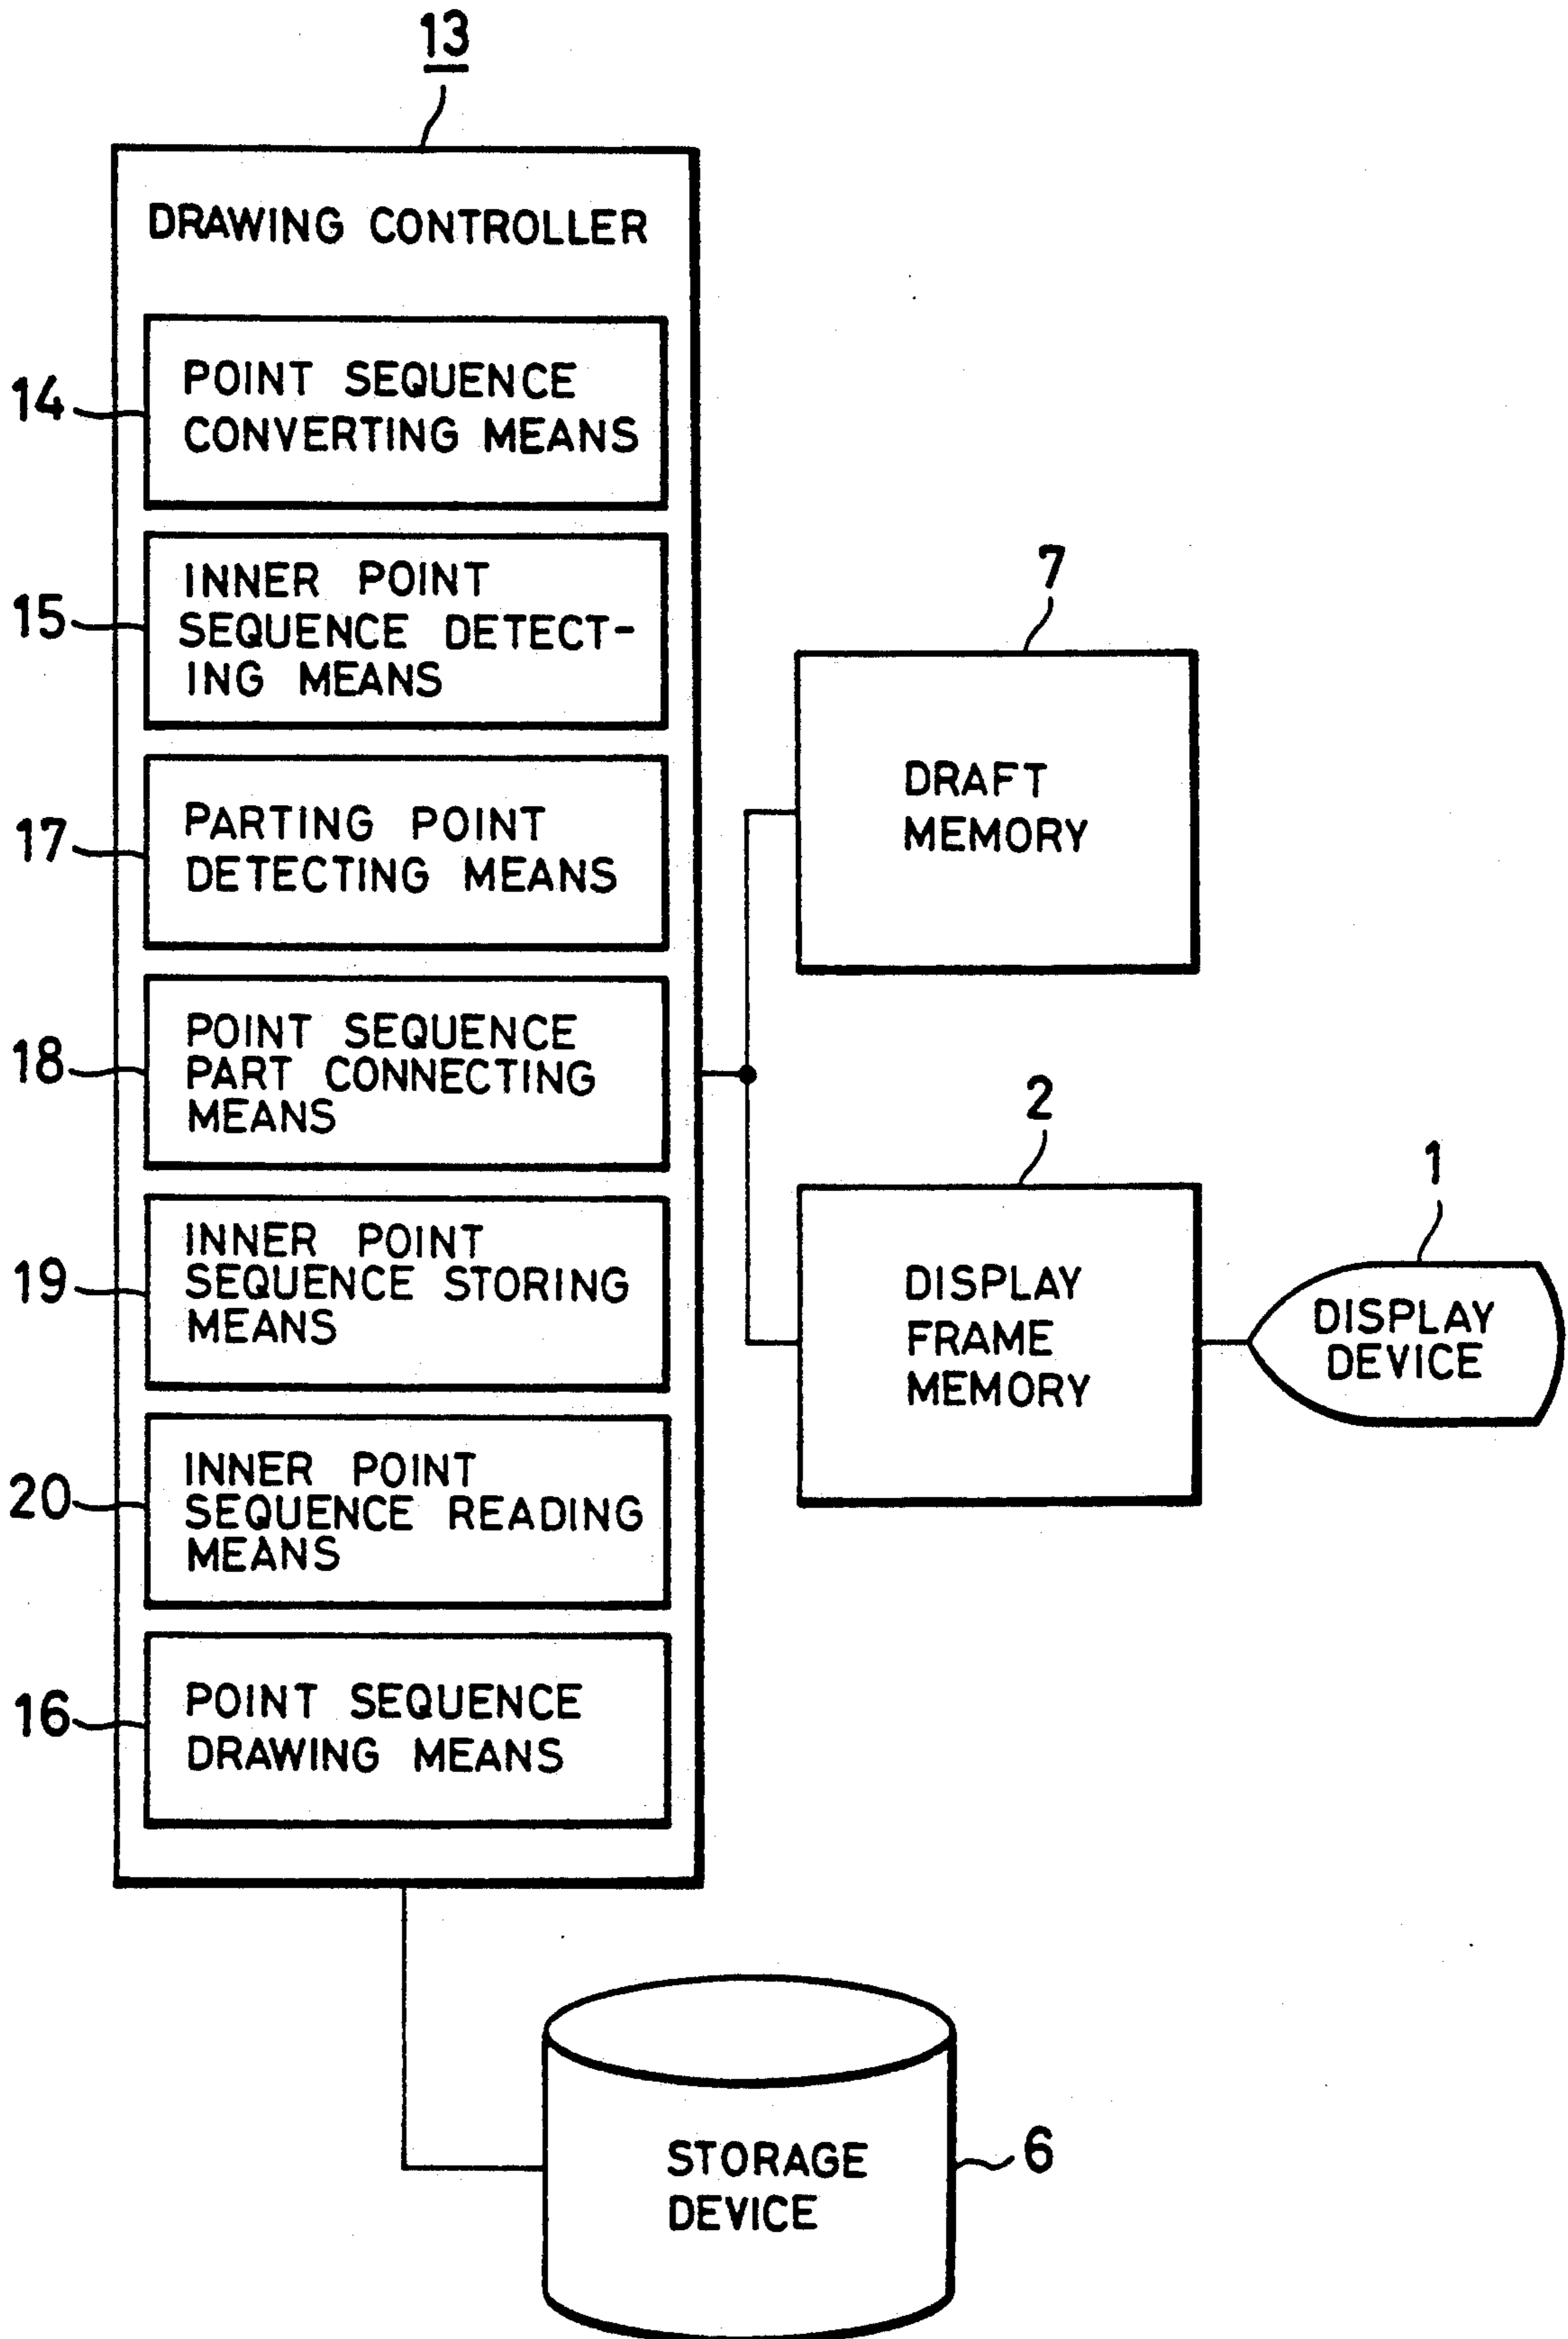 13
DRAWING CONTROLLER
14
POINT SEQUENCE
CONVERTING MEANS
15
INNER POINT
SEQUENCE DETECT-
ING MEANS
17
PARTING POINT
DETECTING MEANS
18
POINT SEQUENCE
PART CONNECTING
MEANS
19
INNER POINT
SEQUENCE STORING
MEANS
20
INNER POINT
SEQUENCE READING
MEANS
16
POINT SEQUENCE
DRAWING MEANS
7
DRAFT
MEMORY
2
DISPLAY
FRAME
MEMORY
1
DISPLAY
DEVICE
STORAGE
DEVICE
6